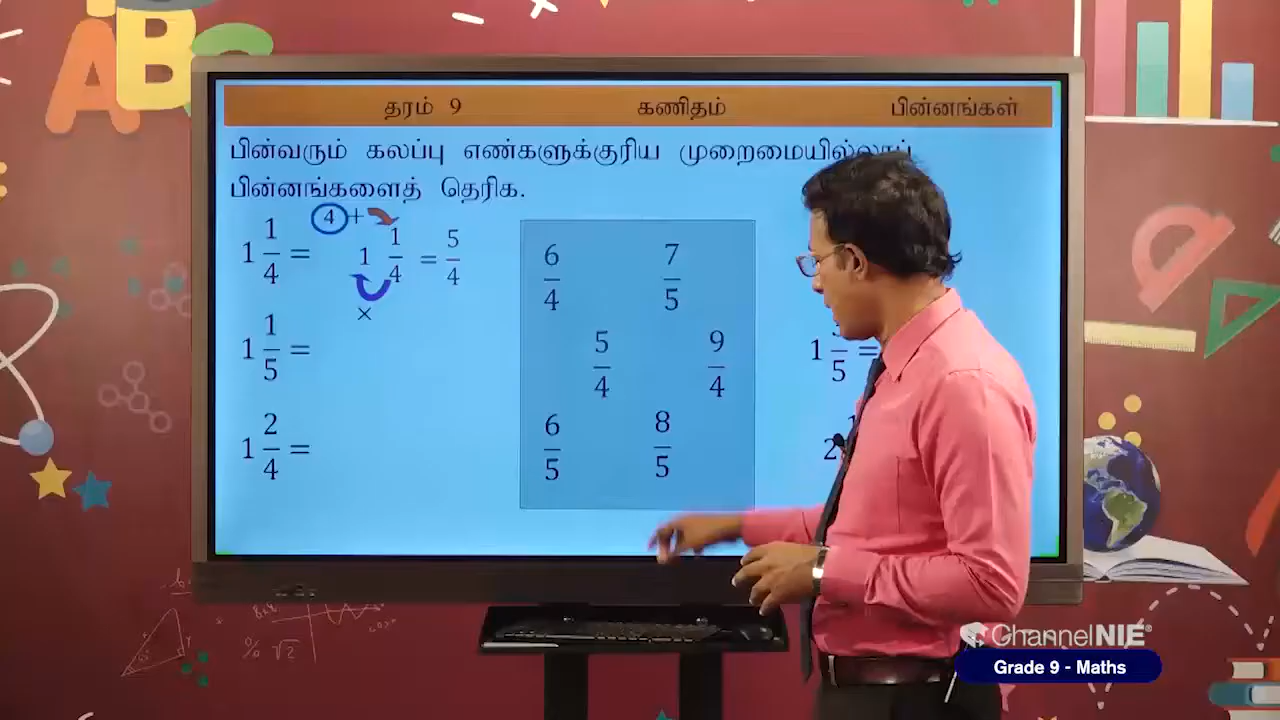 ABC
தரம் 9 கணிதம் பின்னங்கள்
பின்வரும் கலப்பு எண்களுக்குரிய முறைமையில்லாப்
பின்னங்களைத் தெரிக.
4 +
1 1/4 = 1 1/4 = 5/4
×
1 1/5 =
1 2/4 =
6/4 7/5
5/4 9/4
6/5 8/5
ChannelNIE
Grade 9 - Maths